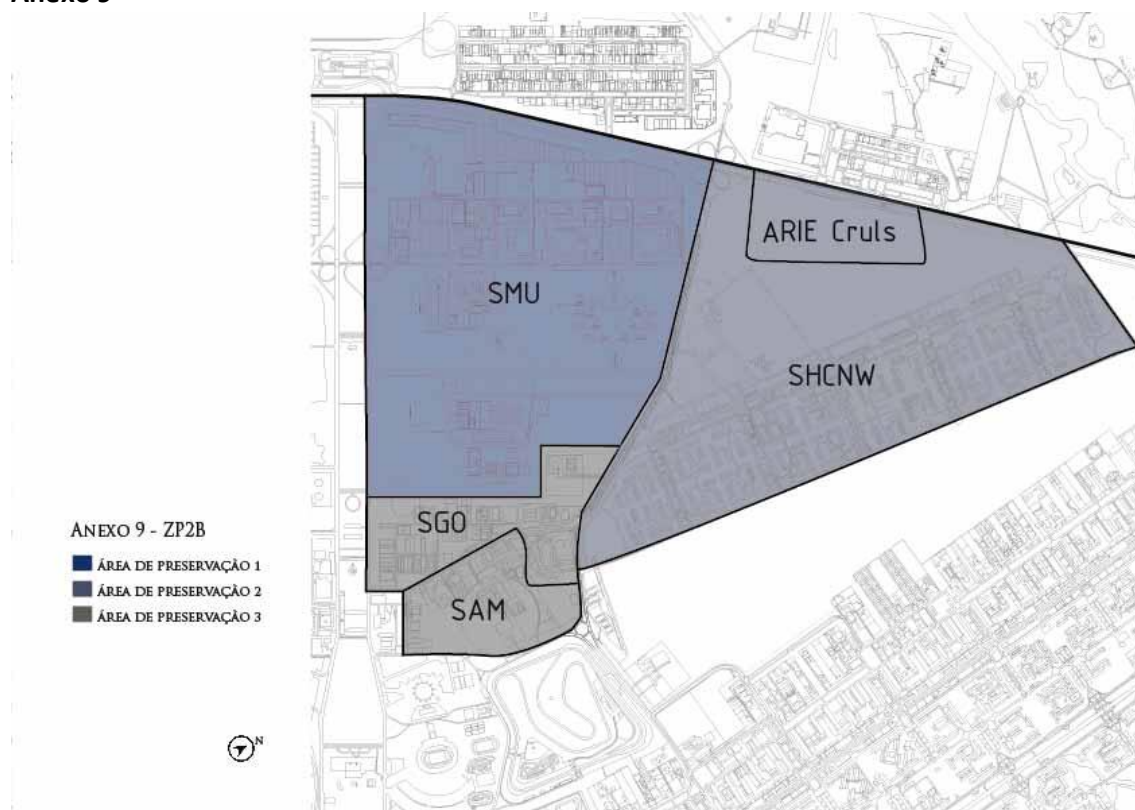 Anexo 9
ARIE Cruls
SMU
SHCNW
SGO
SAM
ANEXO 9 - ZP2B
ÁREA DE PRESERVAÇÃO 1
ÁREA DE PRESERVAÇÃO 2
ÁREA DE PRESERVAÇÃO 3
N